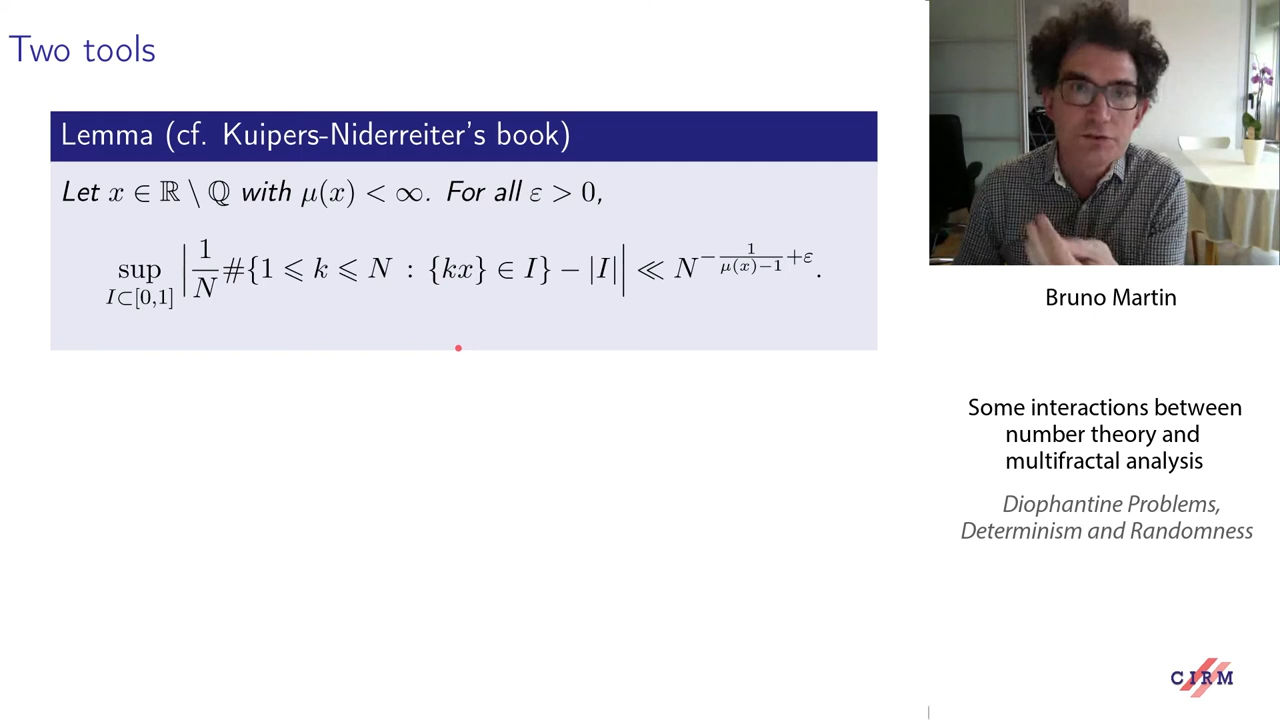 Two tools
Lemma (cf. Kuipers-Niderreiter's book)
Let x ∈ ℝ \ ℚ with μ(x) < ∞. For all ε > 0,
sup_{I⊂[0,1]} | 1/N #{1 ⩽ k ⩽ N : {kx} ∈ I} − |I| | ≪ N^{−1/(μ(x)−1)+ε}.
Bruno Martin
Some interactions between
number theory and
multifractal analysis
Diophantine Problems,
Determinism and Randomness
CIRM